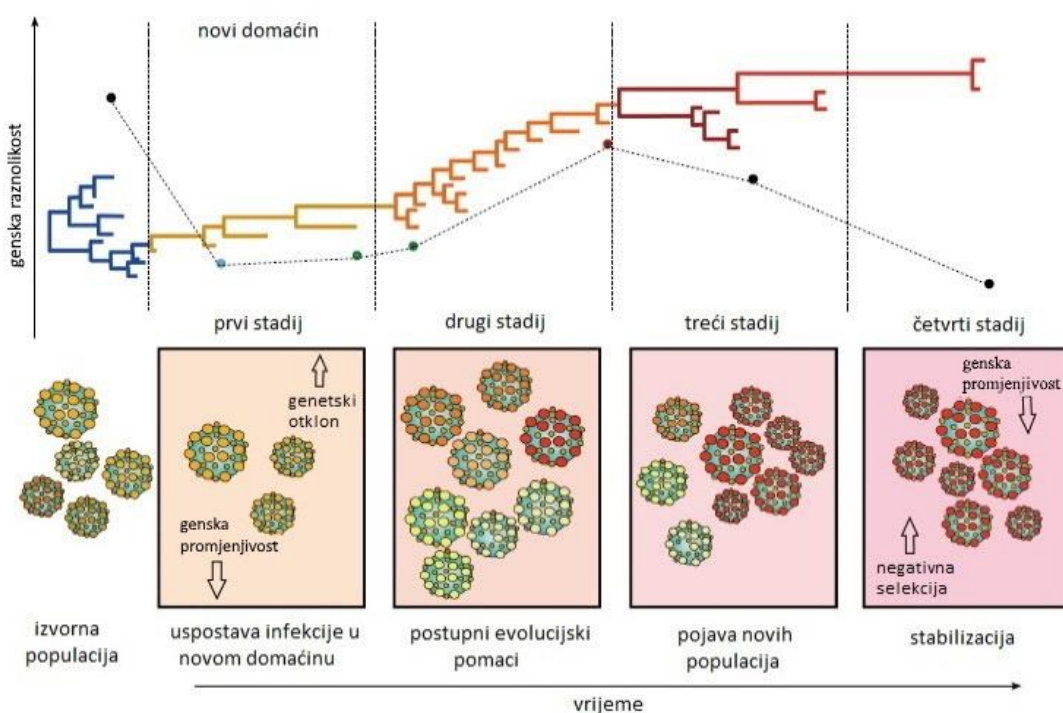 novi domaćin
genska raznolikost
prvi stadij
drugi stadij
treći stadij
četvrti stadij
genetski
otklon
genska
promjenjivost
genska
promjenjivost
negativna
selekcija
izvorna
populacija
uspostava infekcije u
novom domaćinu
postupni evolucijski
pomaci
pojava novih
populacija
stabilizacija
vrijeme